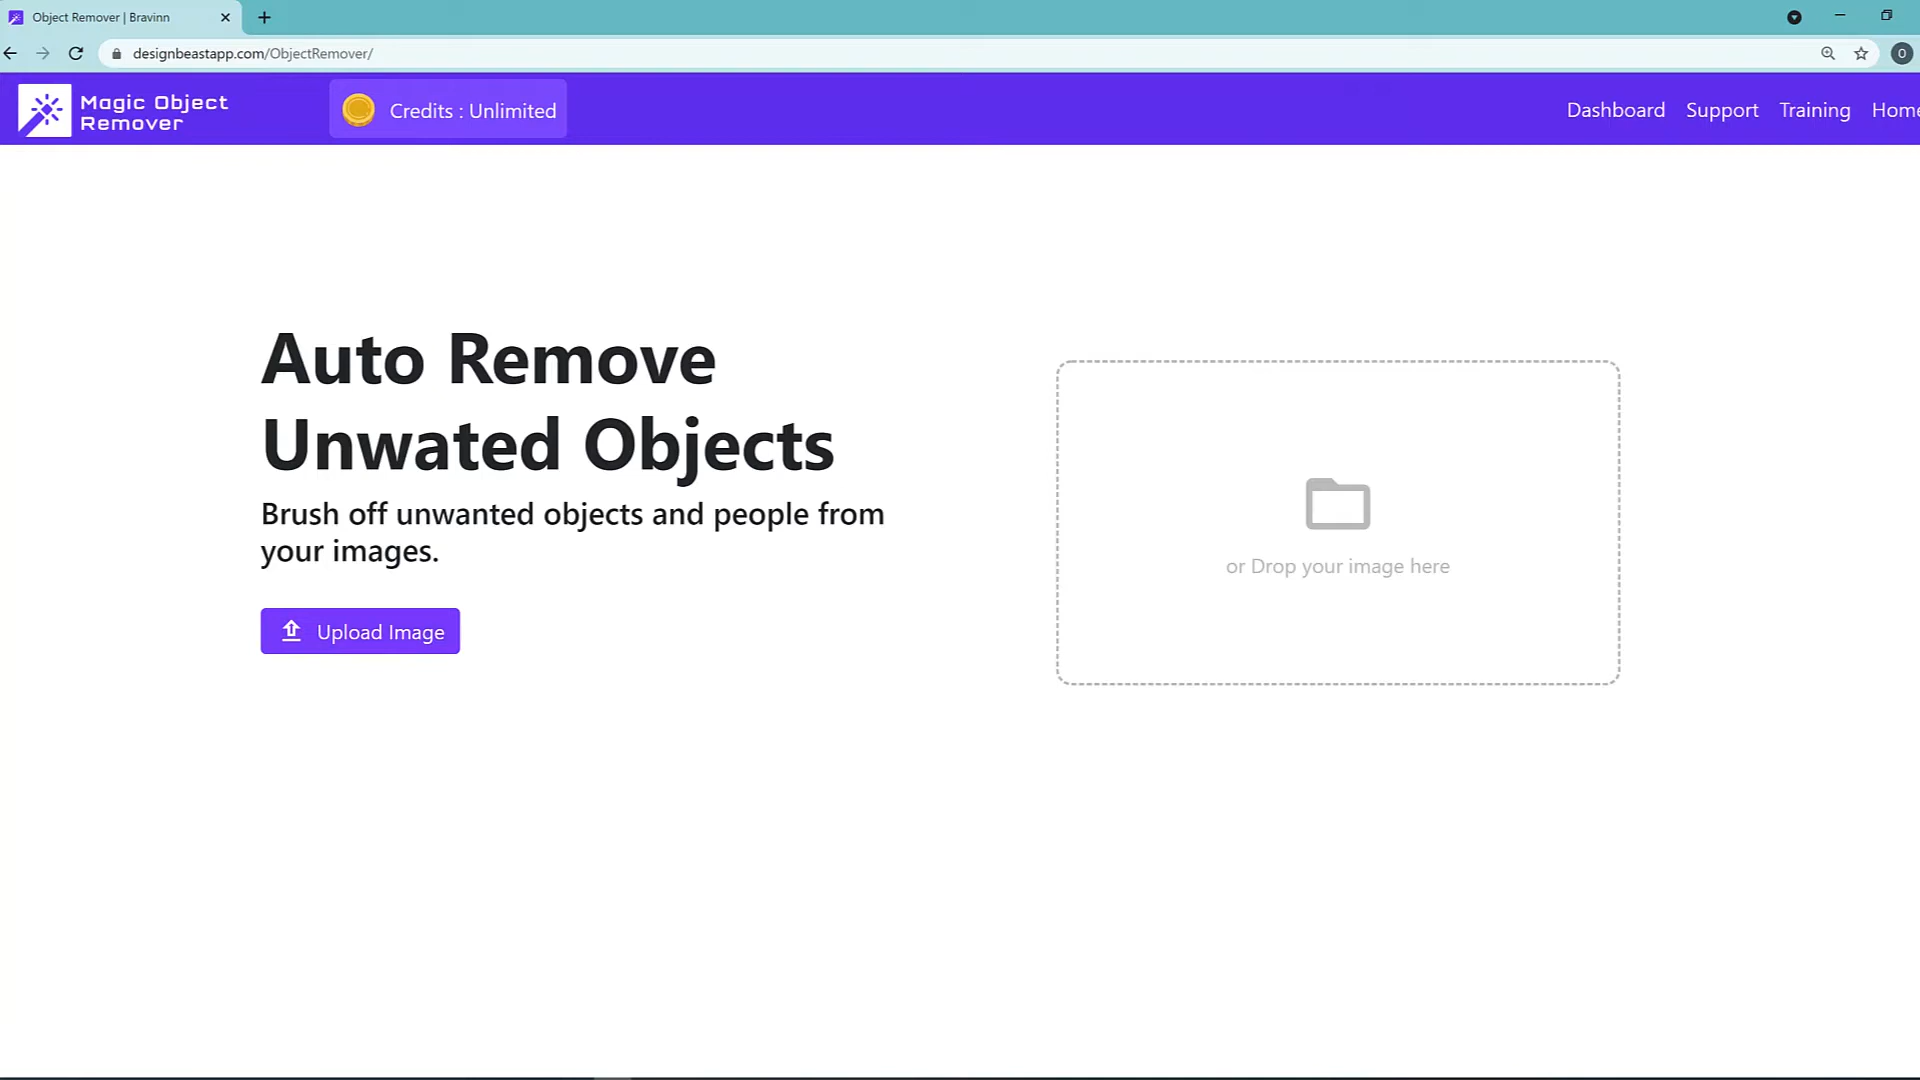 Object Remover | Bravinn
designbeastapp.com/ObjectRemover/
O
Magic Object
Remover
Credits : Unlimited
Dashboard Support Training Home
Auto Remove
Unwated Objects
Brush off unwanted objects and people from
your images.
Upload Image
or Drop your image here